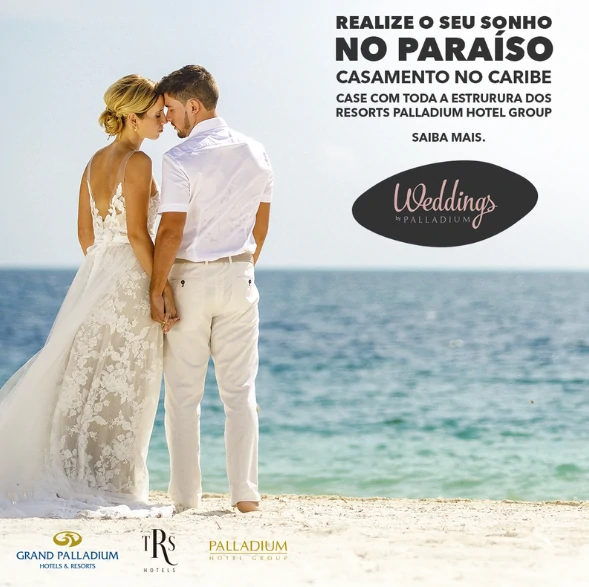 REALIZE O SEU SONHO
NO PARAÍSO
CASAMENTO NO CARIBE
CASE COM TODA A ESTRURURA DOS
RESORTS PALLADIUM HOTEL GROUP
SAIBA MAIS.
Weddings
by PALLADIUM
GRAND PALLADIUM
HOTELS & RESORTS
TRS
HOTELS
PALLADIUM
HOTEL GROUP